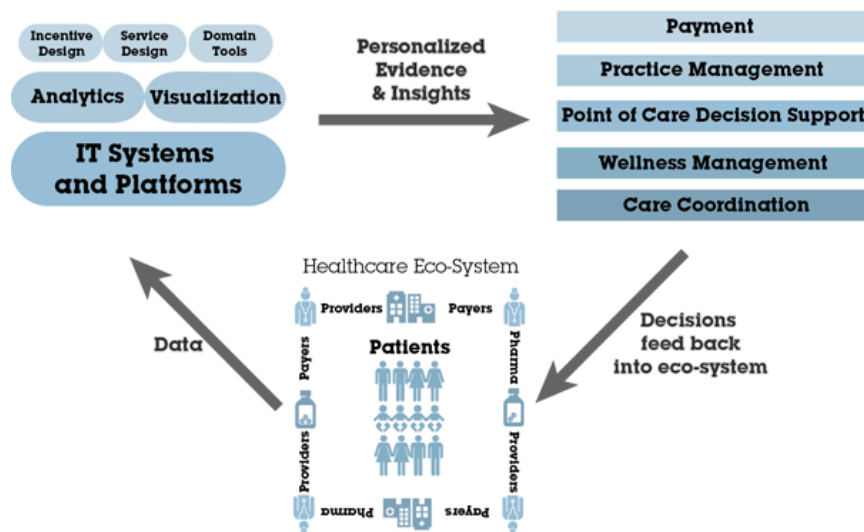 Incentive
Design
Service
Design
Domain
Tools
Analytics
Visualization
IT Systems
and Platforms
Personalized
Evidence
& Insights
Payment
Practice Management
Point of Care Decision Support
Wellness Management
Care Coordination
Data
Healthcare Eco-System
Providers
Payers
Payers
Pharma
Patients
Providers
Providers
Pharma
Payers
Decisions
feed back
into eco-system